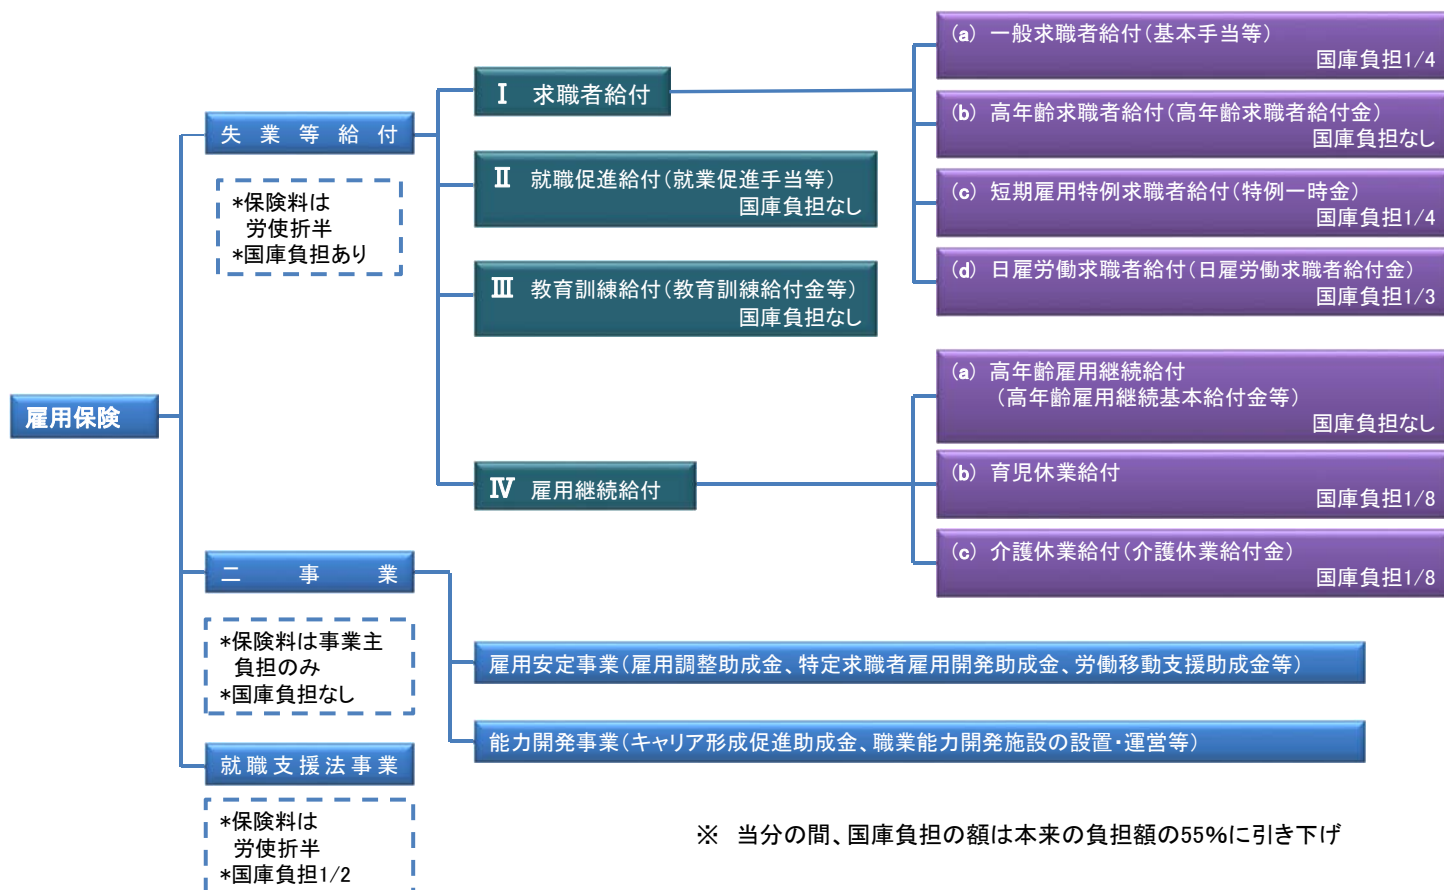 雇用保険
失業等給付
*保険料は
労使折半
*国庫負担あり
Ⅰ 求職者給付
(a) 一般求職者給付(基本手当等)
国庫負担1/4
(b) 高年齢求職者給付(高年齢求職者給付金)
国庫負担なし
(c) 短期雇用特例求職者給付(特例一時金)
国庫負担1/4
(d) 日雇労働求職者給付(日雇労働求職者給付金)
国庫負担1/3
Ⅱ 就職促進給付(就業促進手当等)
国庫負担なし
Ⅲ 教育訓練給付(教育訓練給付金等)
国庫負担なし
Ⅳ 雇用継続給付
(a) 高年齢雇用継続給付
(高年齢雇用継続基本給付金等)
国庫負担なし
(b) 育児休業給付
国庫負担1/8
(c) 介護休業給付(介護休業給付金)
国庫負担1/8
二事業
*保険料は事業主
負担のみ
*国庫負担なし
雇用安定事業(雇用調整助成金、特定求職者雇用開発助成金、労働移動支援助成金等)
能力開発事業(キャリア形成促進助成金、職業能力開発施設の設置・運営等)
就職支援法事業
*保険料は
労使折半
*国庫負担1/2
※ 当分の間、国庫負担の額は本来の負担額の55%に引き下げ